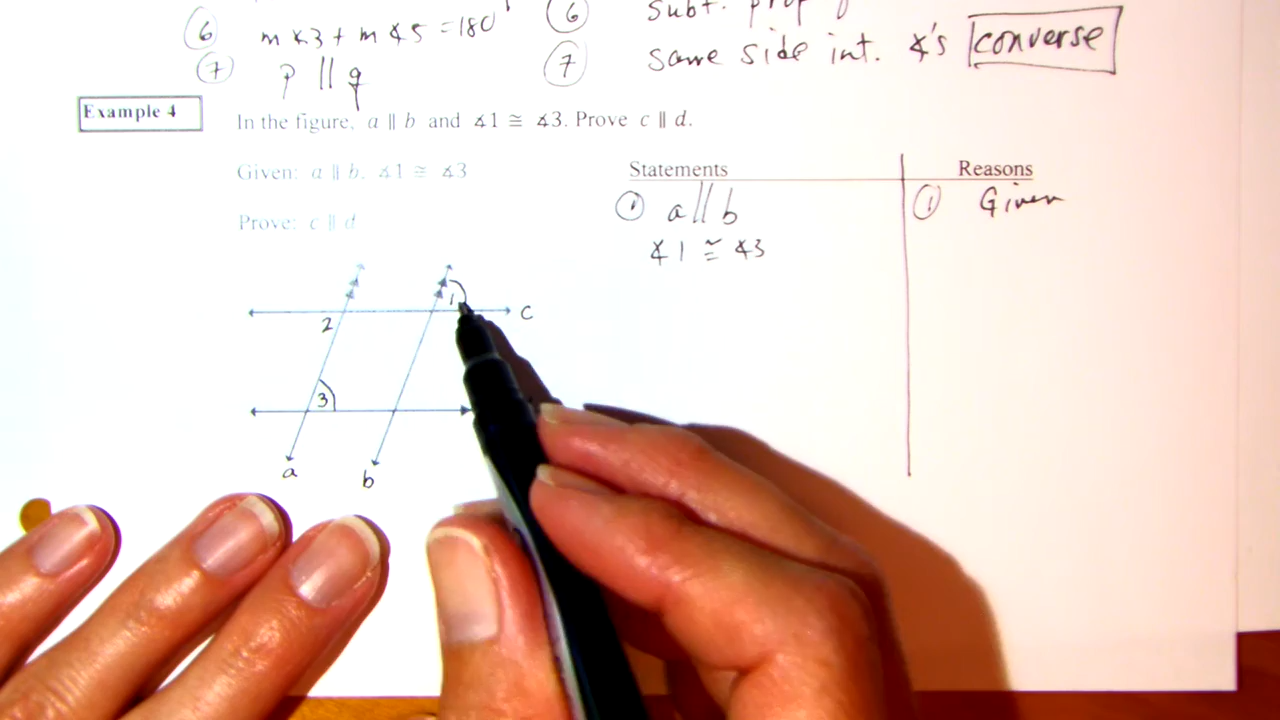 ⑥ m∡3 + m∡5 = 180 ⑥ Subt. prop
⑦ p || q ⑦ same side int. ∡'s converse
Example 4 In the figure, a || b and ∡1 ≅ ∡3. Prove c || d.
Given: a || b. ∡1 ≅ ∡3
Prove: c || d
Statements Reasons
① a || b ① Given
∡1 ≅ ∡3
1
2 c
3
a b